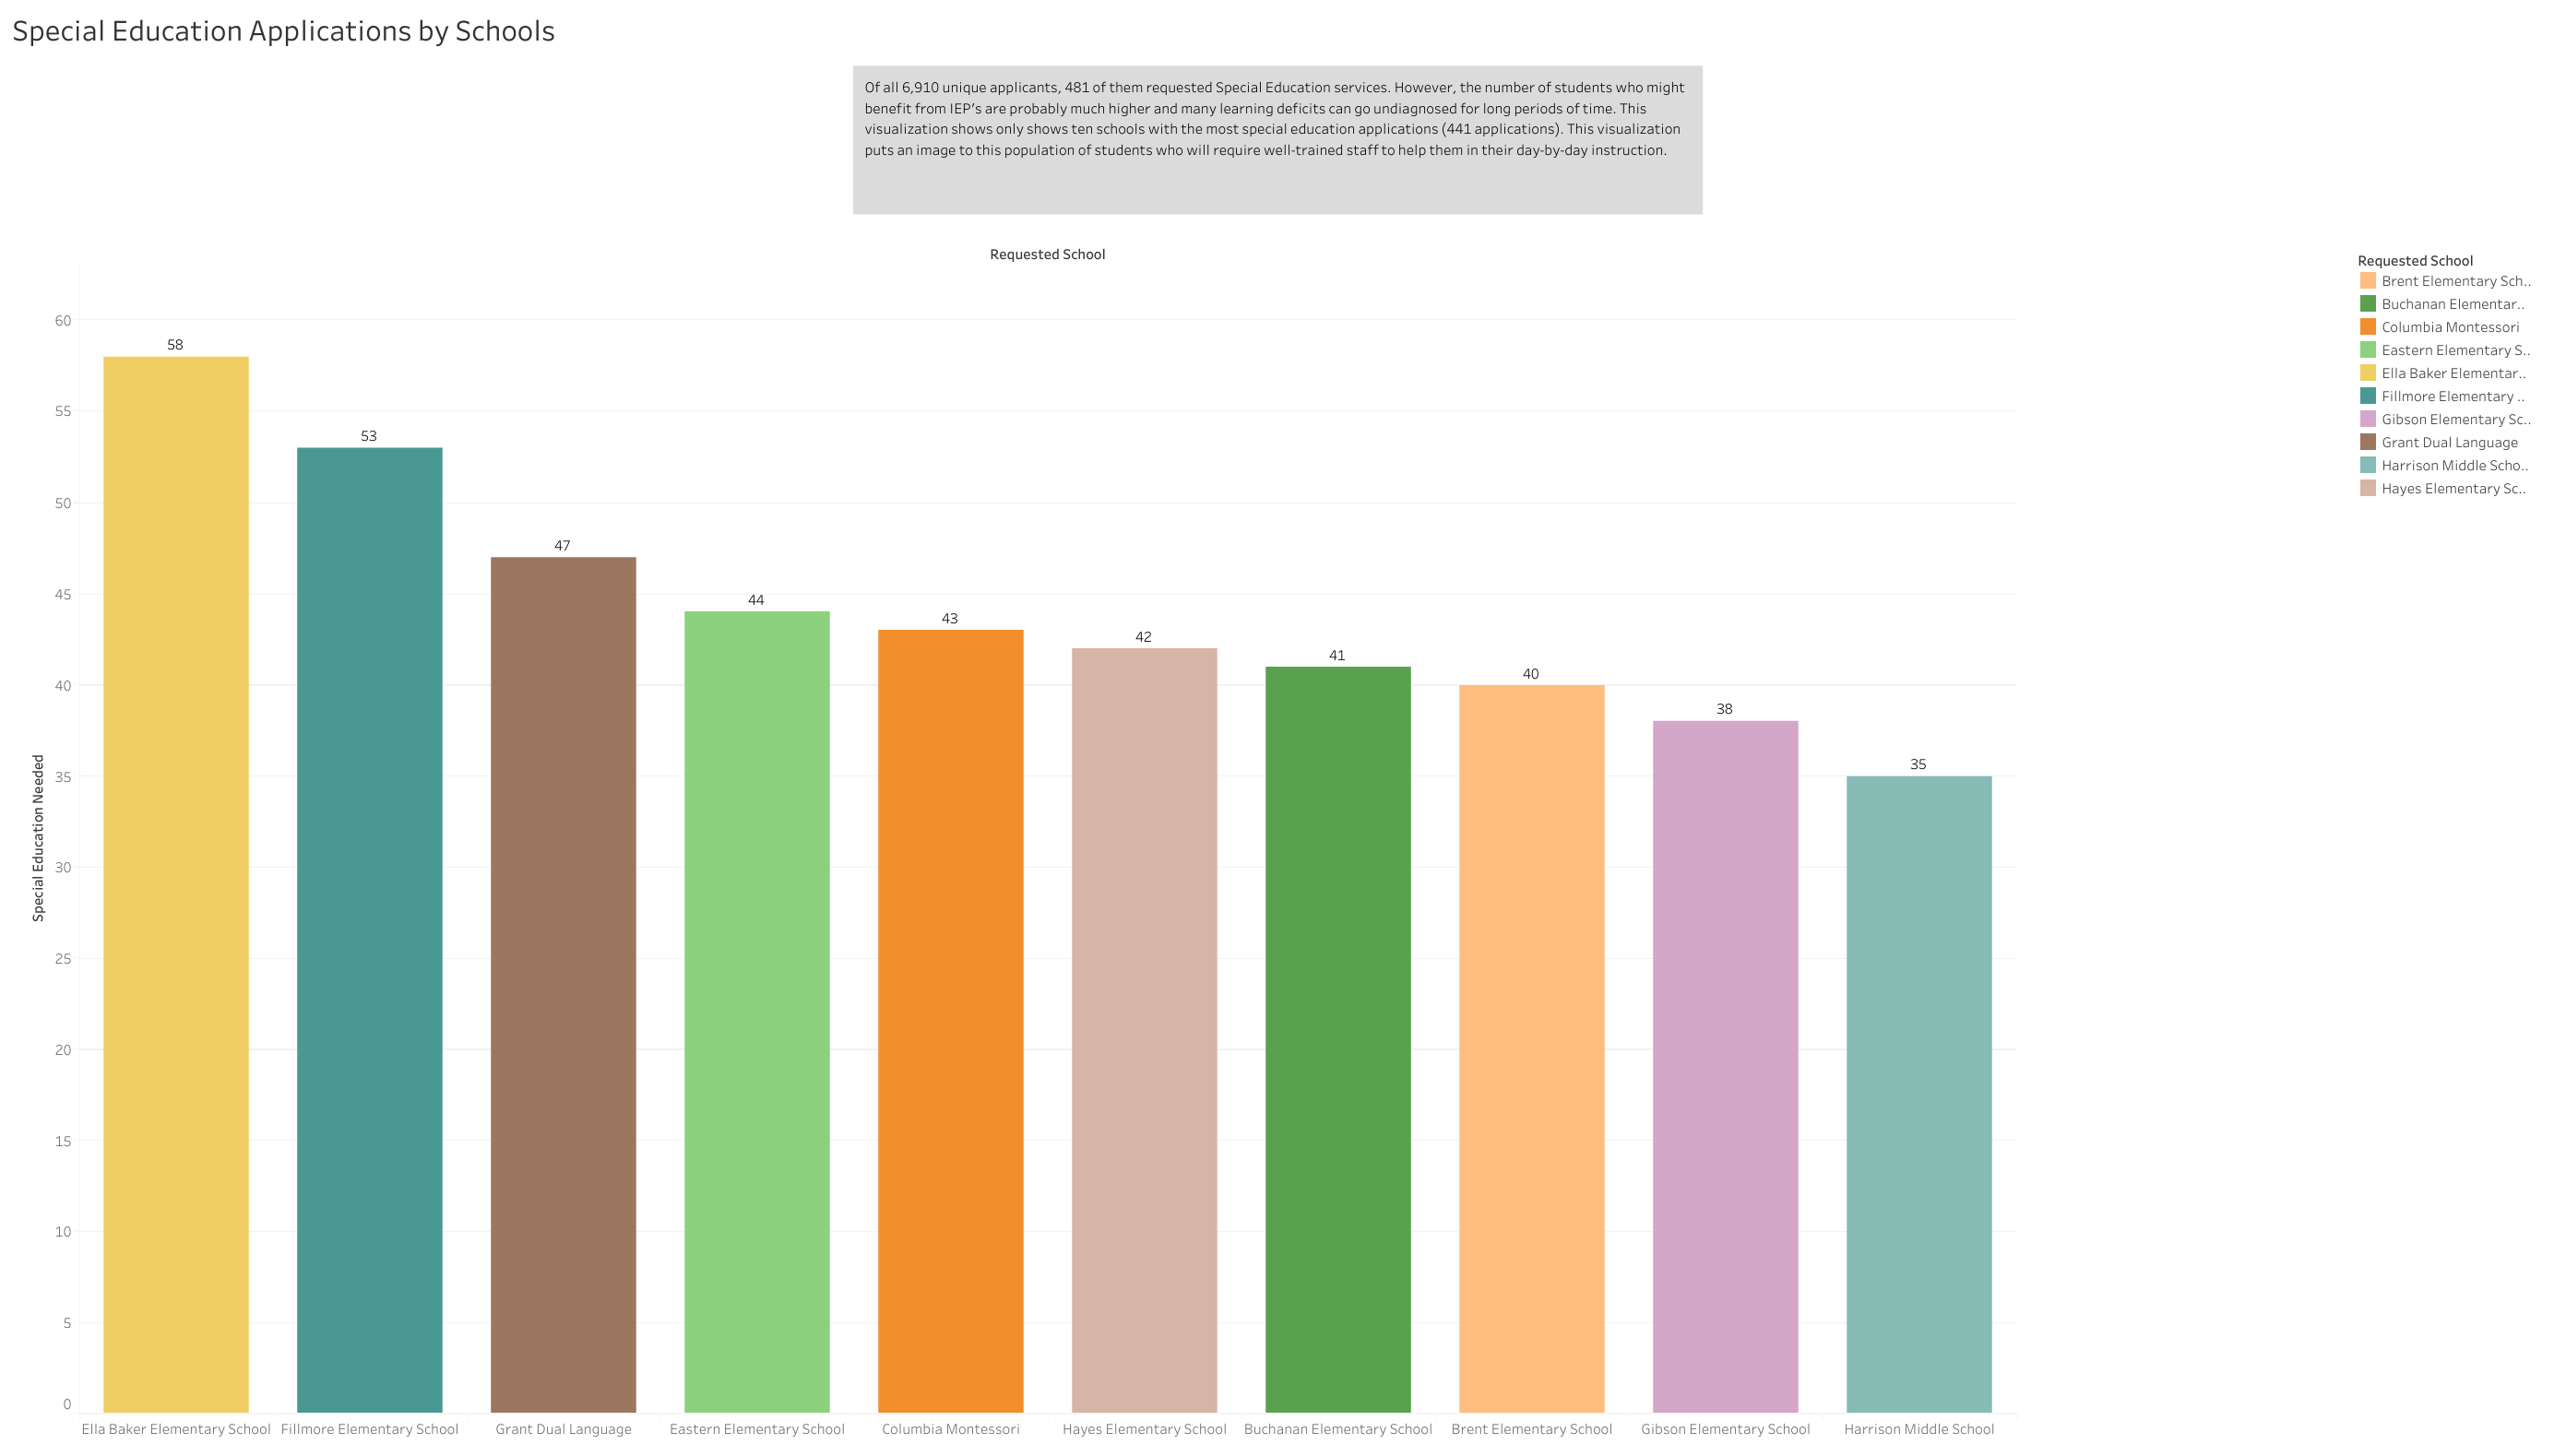 Special Education Applications by Schools
Of all 6,910 unique applicants, 481 of them requested Special Education services. However, the number of students who might
benefit from IEP's are probably much higher and many learning deficits can go undiagnosed for long periods of time. This
visualization shows only shows ten schools with the most special education applications (441 applications). This visualization
puts an image to this population of students who will require well-trained staff to help them in their day-by-day instruction.
Requested School
Requested School
Brent Elementary Sch..
Buchanan Elementar..
Columbia Montessori
Eastern Elementary S..
Ella Baker Elementar..
Fillmore Elementary ..
Gibson Elementary Sc..
Grant Dual Language
Harrison Middle Scho..
Hayes Elementary Sc..
Special Education Needed
60
55
50
45
40
35
30
25
20
15
10
5
0
58
53
47
44
43
42
41
40
38
35
Ella Baker Elementary School
Fillmore Elementary School
Grant Dual Language
Eastern Elementary School
Columbia Montessori
Hayes Elementary School
Buchanan Elementary School
Brent Elementary School
Gibson Elementary School
Harrison Middle School